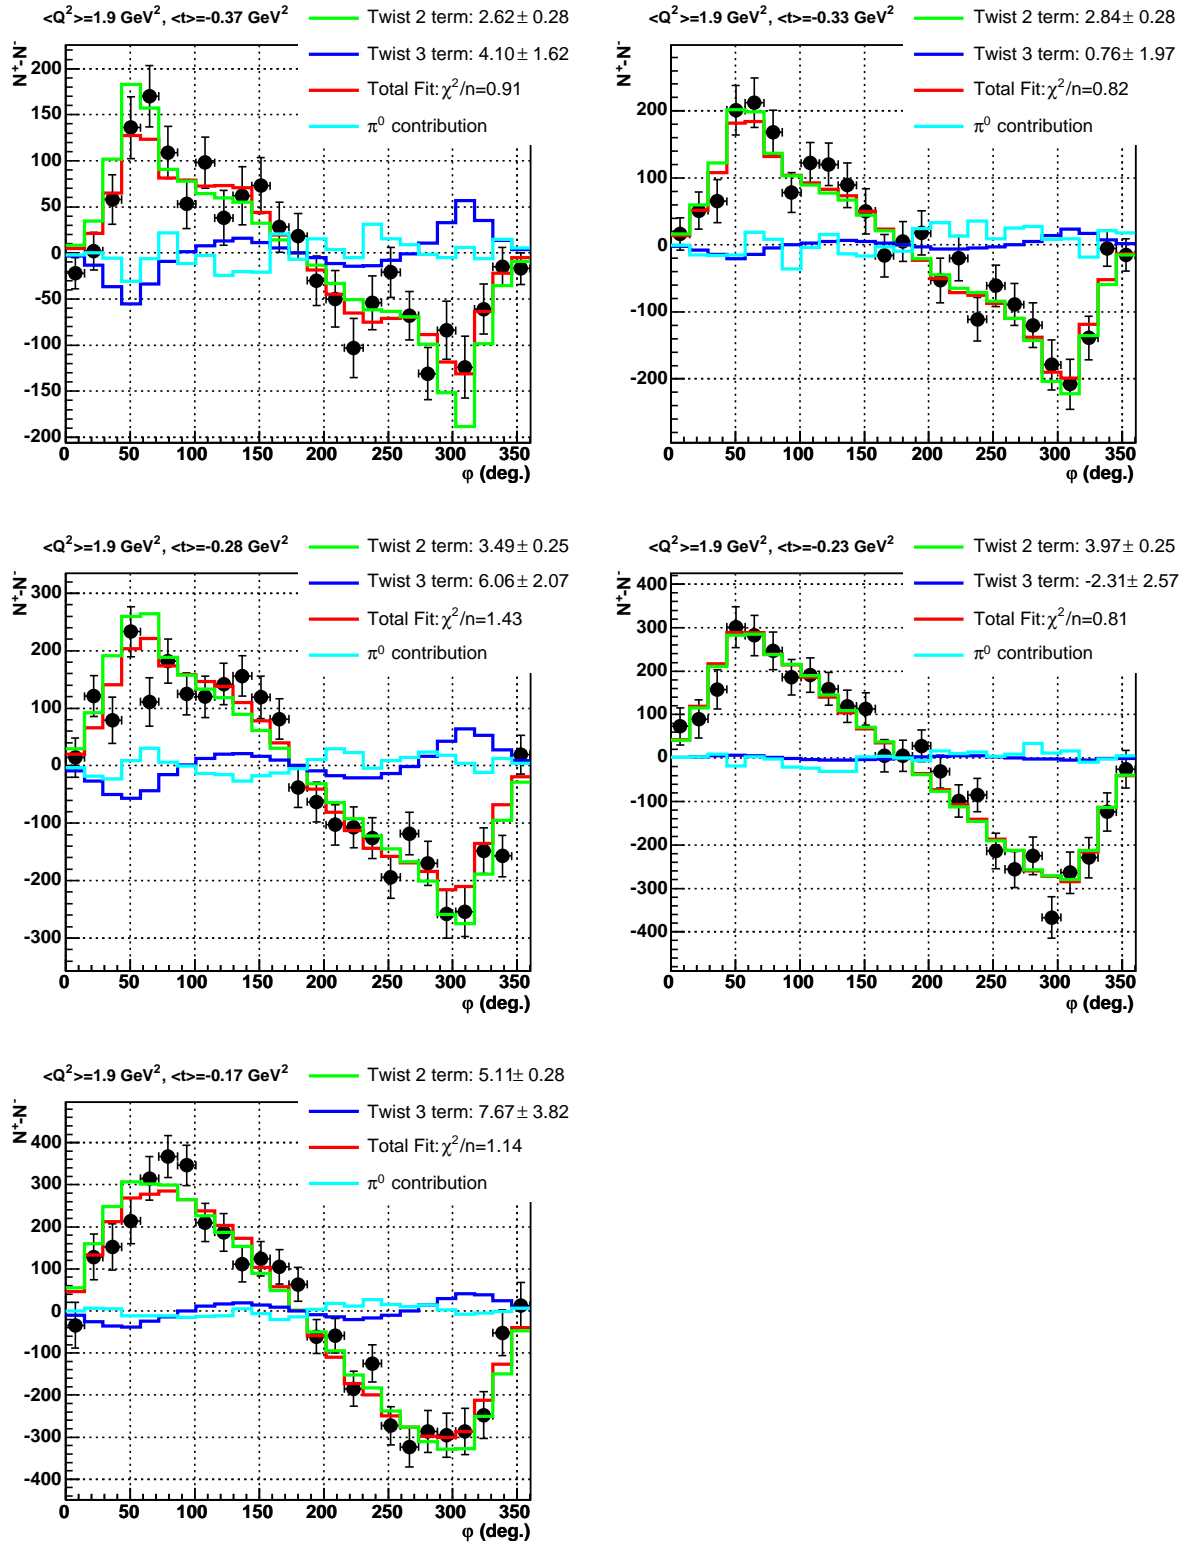 <Q²>=1.9 GeV², <t>=-0.37 GeV²
Twist 2 term: 2.62± 0.28
Twist 3 term: 4.10± 1.62
Total Fit: χ²/n=0.91
π⁰ contribution
N⁺-N⁻
200
150
100
50
0
-50
-100
-150
-200
0 50 100 150 200 250 300 350
φ (deg.)
<Q²>=1.9 GeV², <t>=-0.33 GeV²
Twist 2 term: 2.84± 0.28
Twist 3 term: 0.76± 1.97
Total Fit: χ²/n=0.82
π⁰ contribution
N⁺-N⁻
200
100
0
-100
-200
0 50 100 150 200 250 300 350
φ (deg.)
<Q²>=1.9 GeV², <t>=-0.28 GeV²
Twist 2 term: 3.49± 0.25
Twist 3 term: 6.06± 2.07
Total Fit: χ²/n=1.43
π⁰ contribution
N⁺-N⁻
300
200
100
0
-100
-200
-300
0 50 100 150 200 250 300 350
φ (deg.)
<Q²>=1.9 GeV², <t>=-0.23 GeV²
Twist 2 term: 3.97± 0.25
Twist 3 term: -2.31± 2.57
Total Fit: χ²/n=0.81
π⁰ contribution
N⁺-N⁻
400
300
200
100
0
-100
-200
-300
-400
0 50 100 150 200 250 300 350
φ (deg.)
<Q²>=1.9 GeV², <t>=-0.17 GeV²
Twist 2 term: 5.11± 0.28
Twist 3 term: 7.67± 3.82
Total Fit: χ²/n=1.14
π⁰ contribution
N⁺-N⁻
400
300
200
100
0
-100
-200
-300
-400
0 50 100 150 200 250 300 350
φ (deg.)